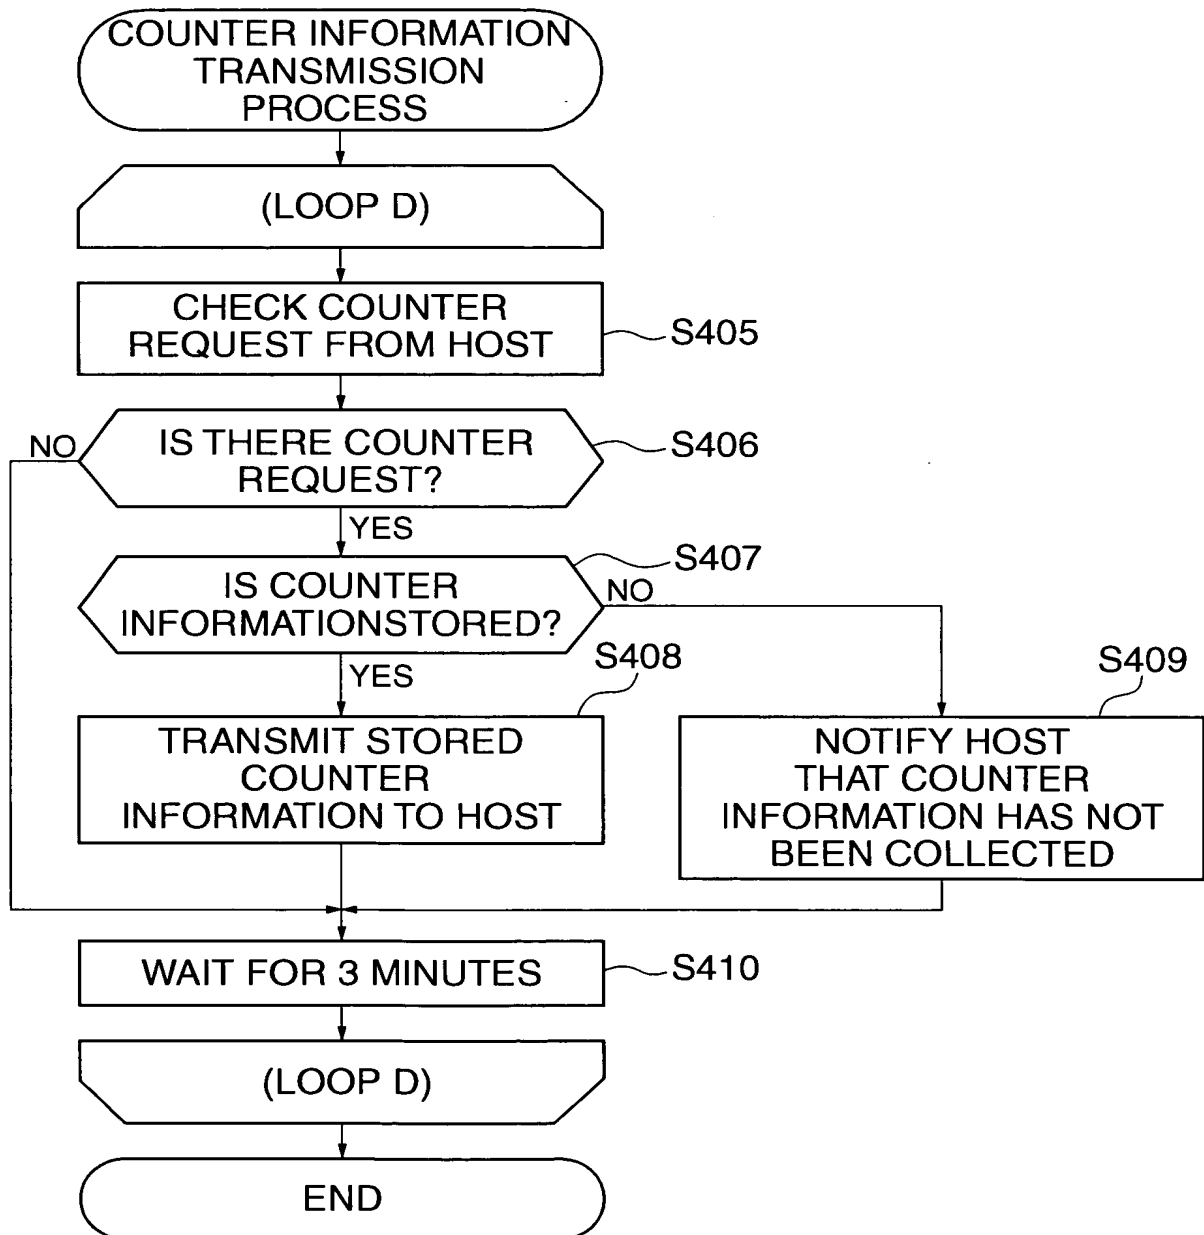 COUNTER INFORMATION
TRANSMISSION
PROCESS
(LOOP D)
CHECK COUNTER
REQUEST FROM HOST
S405
NO
IS THERE COUNTER
REQUEST?
S406
YES
IS COUNTER
INFORMATIONSTORED?
S407
NO
YES
S408
TRANSMIT STORED
COUNTER
INFORMATION TO HOST
S409
NOTIFY HOST
THAT COUNTER
INFORMATION HAS NOT
BEEN COLLECTED
WAIT FOR 3 MINUTES
S410
(LOOP D)
END